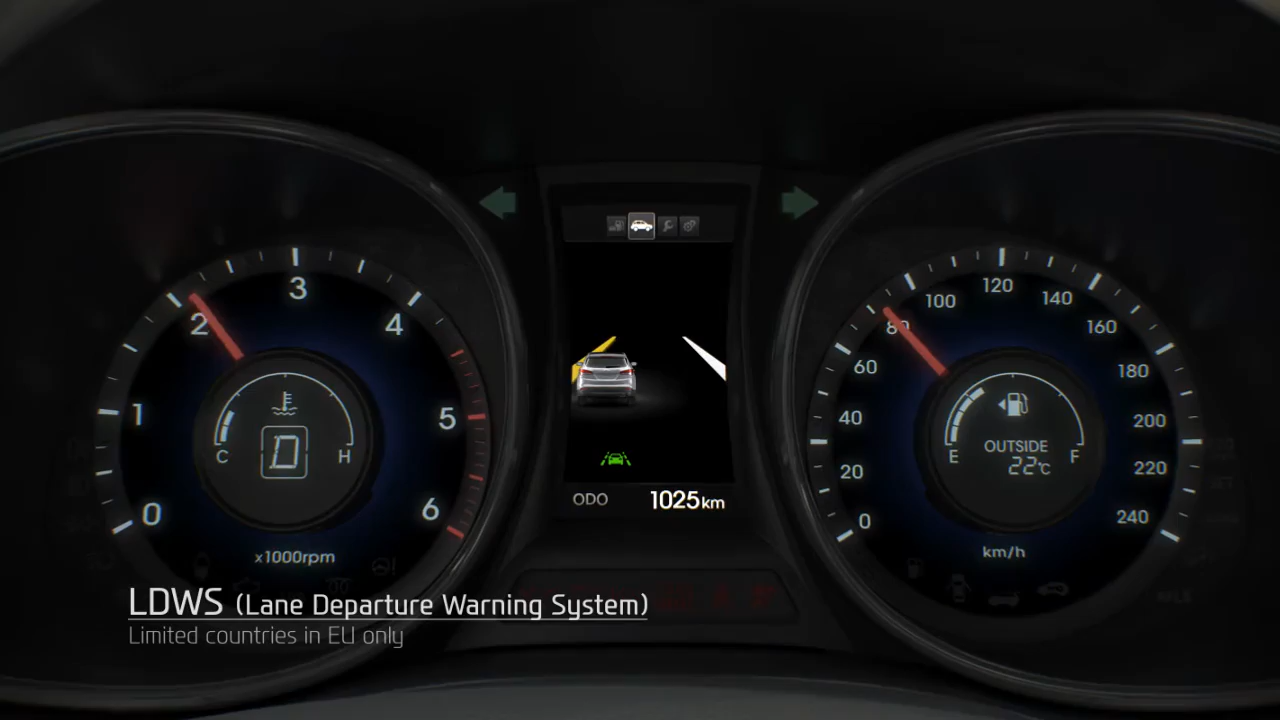 3
2
4
1
5
0
6
C
H
D
x1000rpm
ODO 1025km
120
100
140
80
160
60
180
40
200
20
220
0
240
E
F
OUTSIDE
22℃
km/h
LDWS (Lane Departure Warning System)
Limited countries in EU only